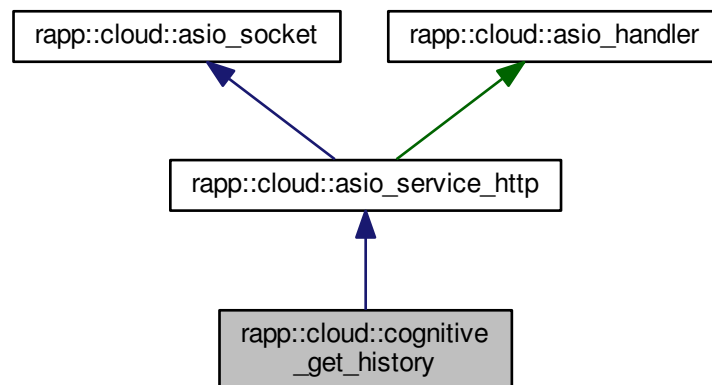 rapp::cloud::asio_socket
rapp::cloud::asio_handler
rapp::cloud::asio_service_http
rapp::cloud::cognitive
_get_history